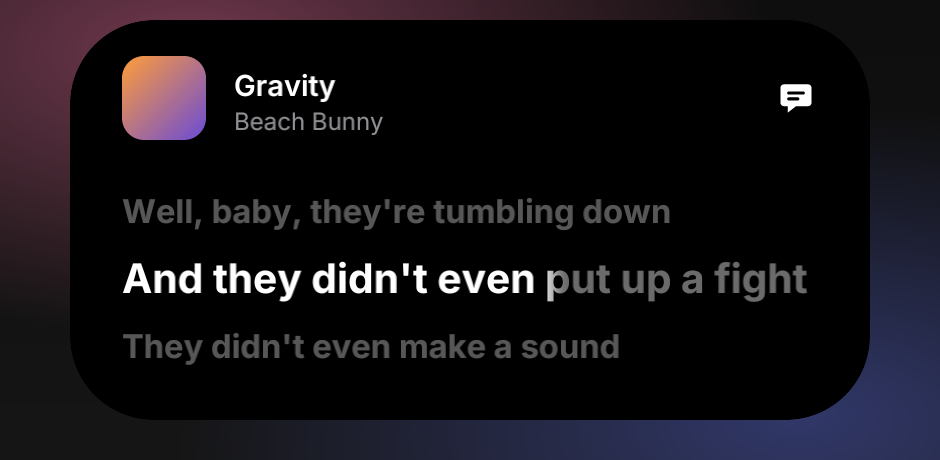 Gravity
Beach Bunny
Well, baby, they're tumbling down
And they didn't even put up a fight
They didn't even make a sound